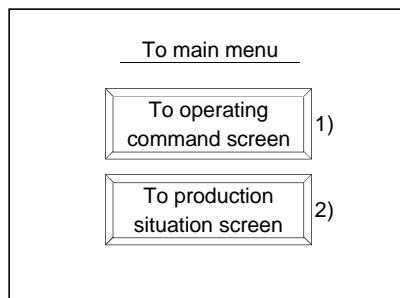 To main menu
To operating
command screen
1)
To production
situation screen
2)